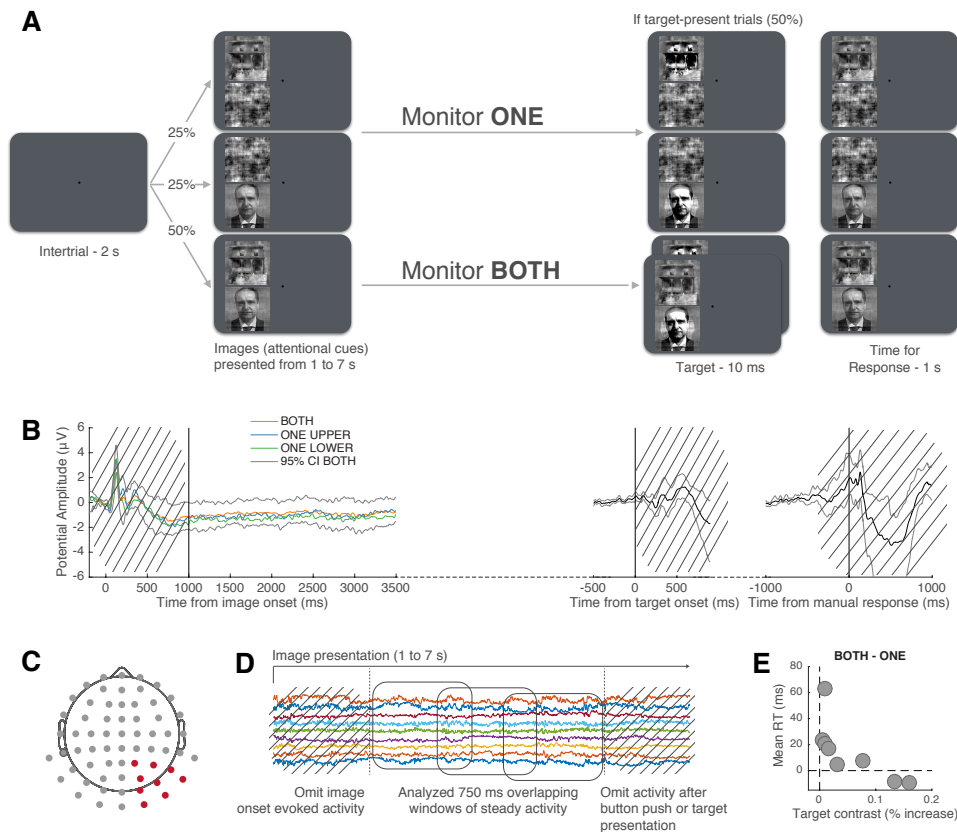 A
If target-present trials (50%)
Monitor ONE
25%
25%
50%
Intertrial - 2 s
Monitor BOTH
Images (attentional cues)
presented from 1 to 7 s
Target - 10 ms
Time for
Response - 1 s
B
Potential Amplitude (µV)
6
4
2
0
-2
-4
-6
BOTH
ONE UPPER
ONE LOWER
95% CI BOTH
0 500 1000 1500 2000 2500 3000 3500
Time from image onset (ms)
-500 0 500
Time from target onset (ms)
-1000 0 1000
Time from manual response (ms)
C
D
Image presentation (1 to 7 s)
Omit image
onset evoked activity
Analyzed 750 ms overlapping
windows of steady activity
Omit activity after
button push or target
presentation
E
BOTH - ONE
Mean RT (ms)
80
60
40
20
0
0 0.1 0.2
Target contrast (% increase)